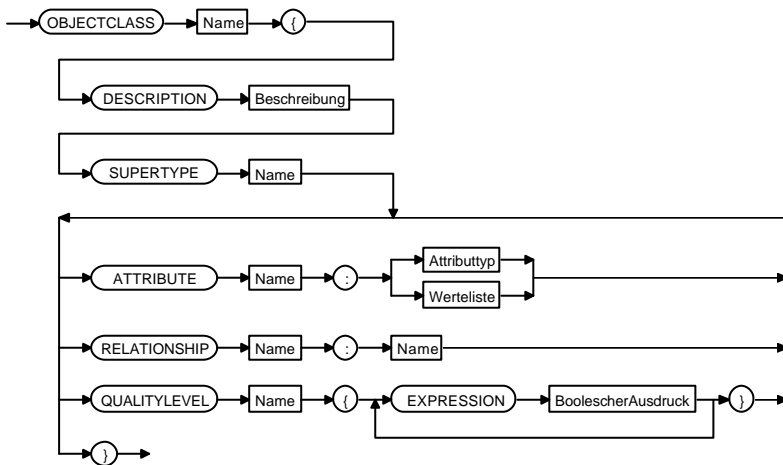 OBJECTCLASS Name {
DESCRIPTION Beschreibung
SUPERTYPE Name
ATTRIBUTE Name : Attributtyp
Werteliste
RELATIONSHIP Name : Name
QUALITYLEVEL Name { EXPRESSION BoolescherAusdruck }
}